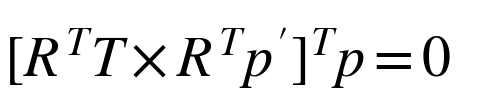 [R^T T × R^T p′]^T p = 0